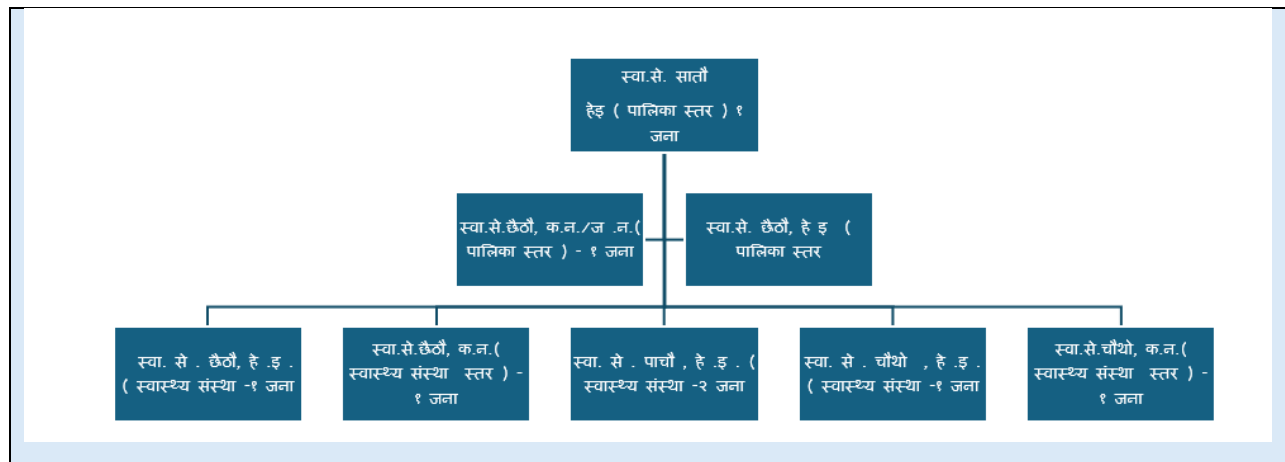 स्वा.से. सातौ
हेइ ( पालिका स्तर ) १
जना
स्वा.से.छैठौ, क.न./ज .न.(
पालिका स्तर ) - १ जना
स्वा.से. छैठौ, हे इ  (
पालिका स्तर
स्वा. से . छैठौ, हे .इ .
( स्वास्थ्य संस्था -१ जना
स्वा.से.छैठौ, क.न.(
स्वास्थ्य संस्था  स्तर ) -
१ जना
स्वा. से . पाचौ , हे .इ . (
स्वास्थ्य संस्था -२ जना
स्वा. से . चौथो  , हे .इ .
( स्वास्थ्य संस्था -१ जना
स्वा.से.चौथो, क.न.(
स्वास्थ्य संस्था  स्तर ) -
१ जना